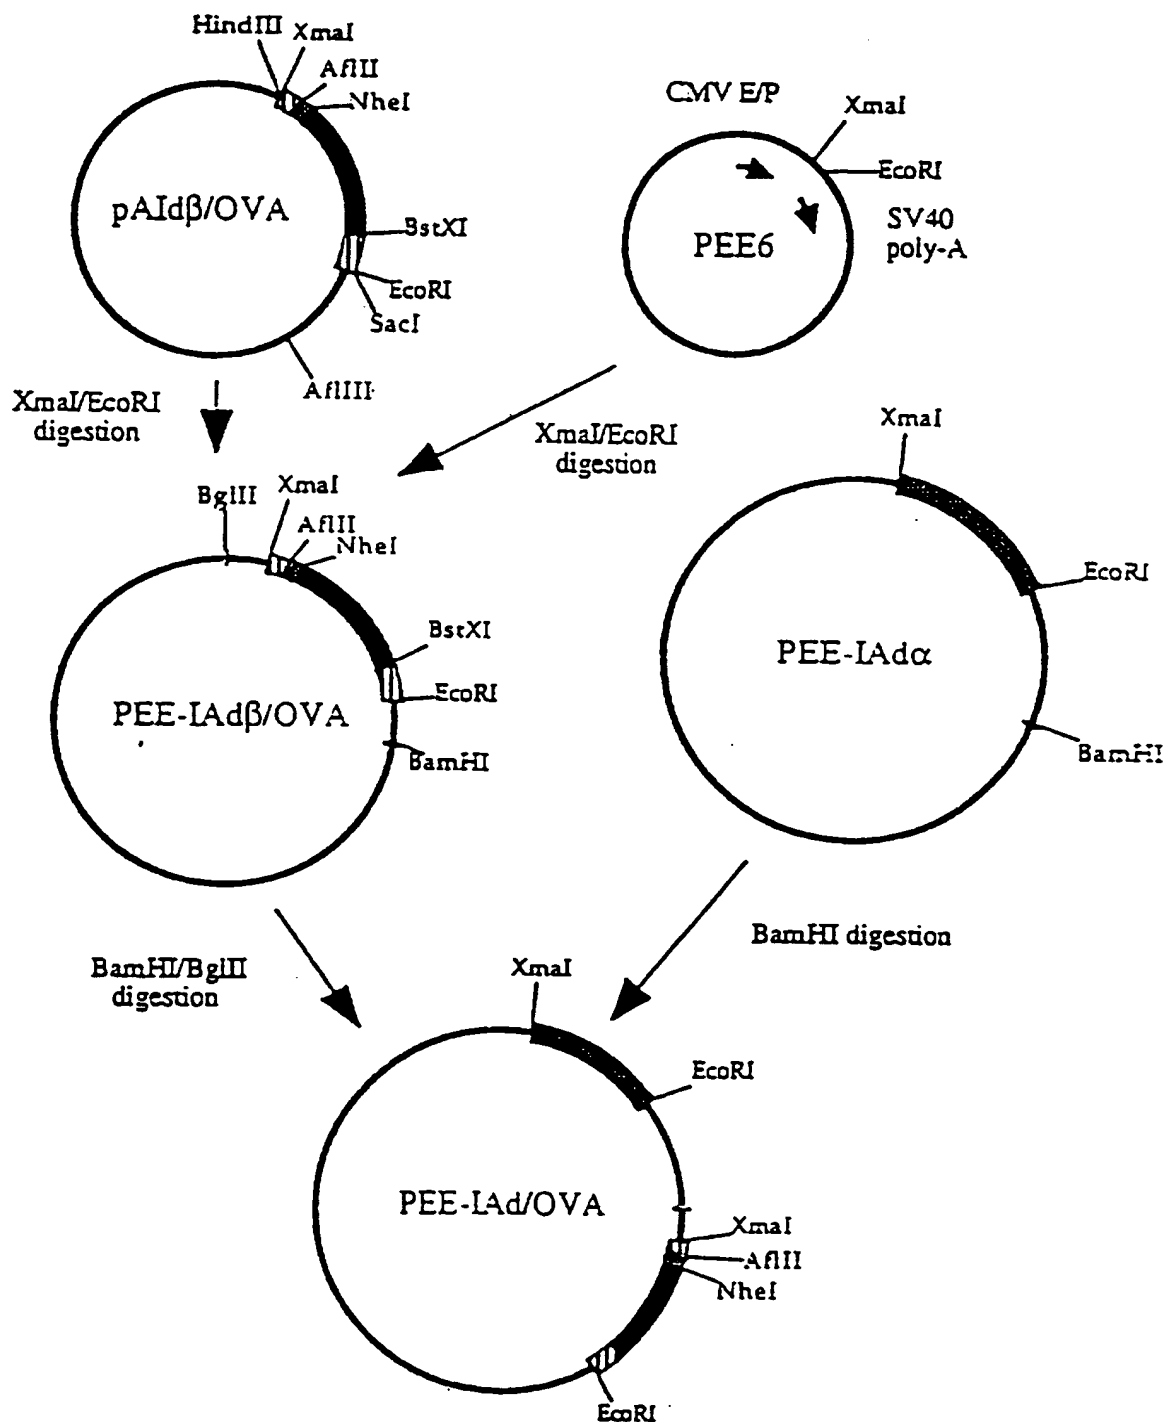 HindIII XmaI
AflII
NheI
pAIdβ/OVA
BstXI
EcoRI
SacI
AflIII
CMV E/P
XmaI
EcoRI
SV40
poly-A
PEE6
XmaI/EcoRI
digestion
XmaI/EcoRI
digestion
BglII
XmaI
AflII
NheI
BstXI
EcoRI
BamHI
PEE-IAdβ/OVA
XmaI
EcoRI
PEE-IAdα
BamHI
BamHI/BglII
digestion
BamHI digestion
XmaI
EcoRI
PEE-IAd/OVA
XmaI
AflII
NheI
EcoRI